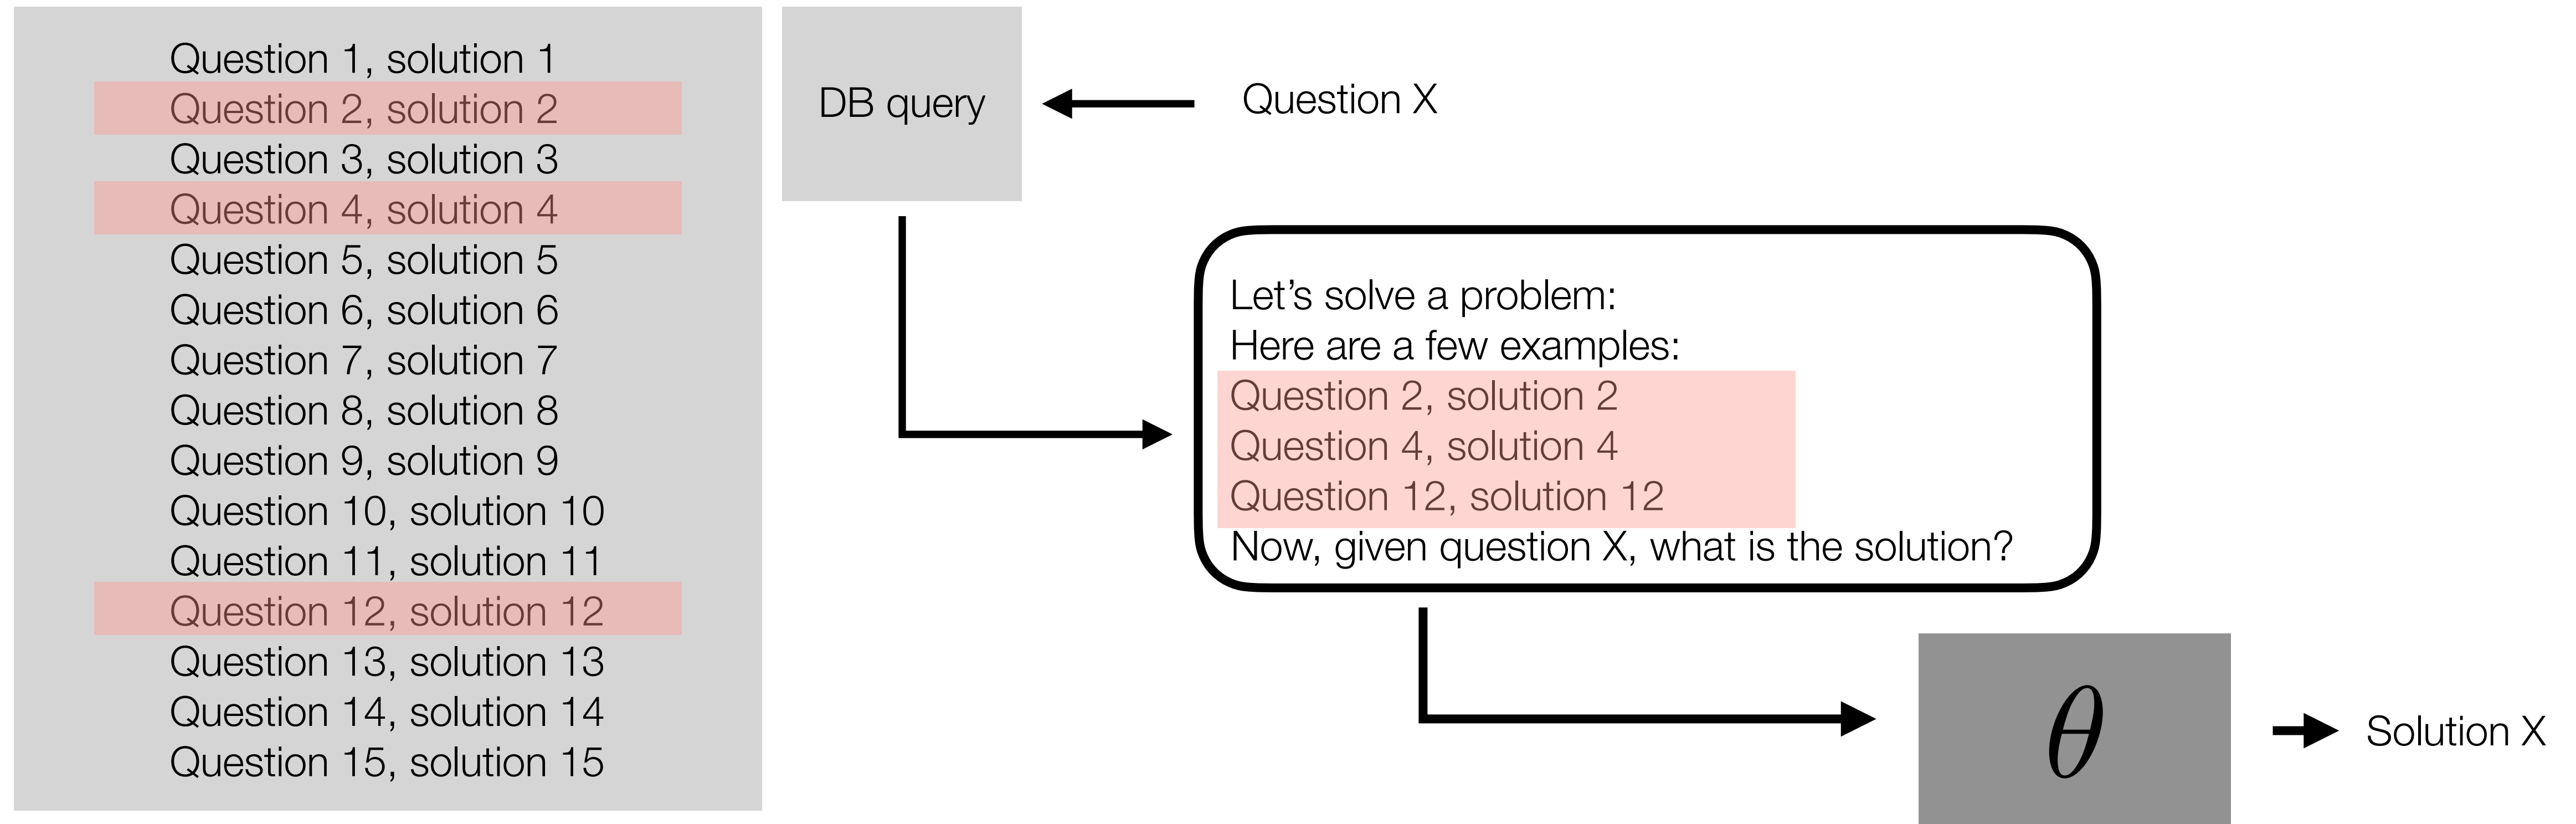 Question 1, solution 1
Question 2, solution 2
Question 3, solution 3
Question 4, solution 4
Question 5, solution 5
Question 6, solution 6
Question 7, solution 7
Question 8, solution 8
Question 9, solution 9
Question 10, solution 10
Question 11, solution 11
Question 12, solution 12
Question 13, solution 13
Question 14, solution 14
Question 15, solution 15
DB query
Question X
Let’s solve a problem:
Here are a few examples:
Question 2, solution 2
Question 4, solution 4
Question 12, solution 12
Now, given question X, what is the solution?
θ
Solution X